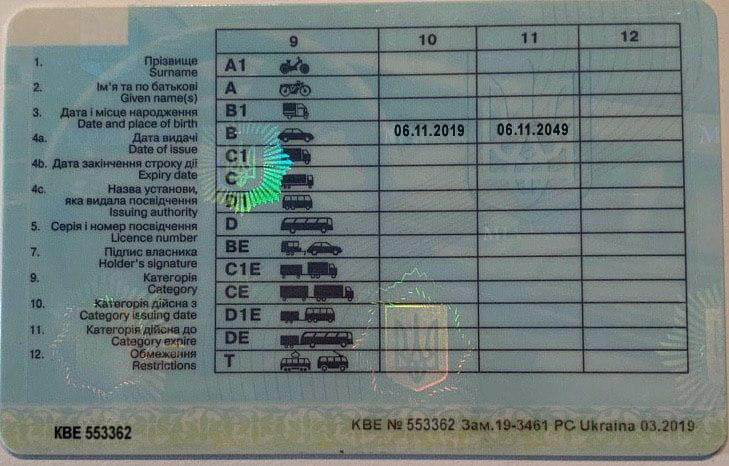 9 10 11 12
1. Прізвище
Surname
2. Ім'я та по батькові
Given name(s)
3. Дата і місце народження
Date and place of birth
4a. Дата видачі
Date of issue
4b. Дата закінчення строку дії
Expiry date
4c. Назва установи,
яка видала посвідчення
Issuing authority
5. Серія і номер посвідчення
Licence number
7. Підпис власника
Holder's signature
9. Категорія
Category
10. Категорія дійсна з
Category issuing date
11. Категорія дійсна до
Category expire
12. Обмеження
Restrictions
A1
A
B1
B 06.11.2019 06.11.2049
C1
C
D1
D
BE
C1E
CE
D1E
DE
T
КВЕ 553362
КВЕ № 553362 Зам.19-3461 РС Ukraina 03.2019